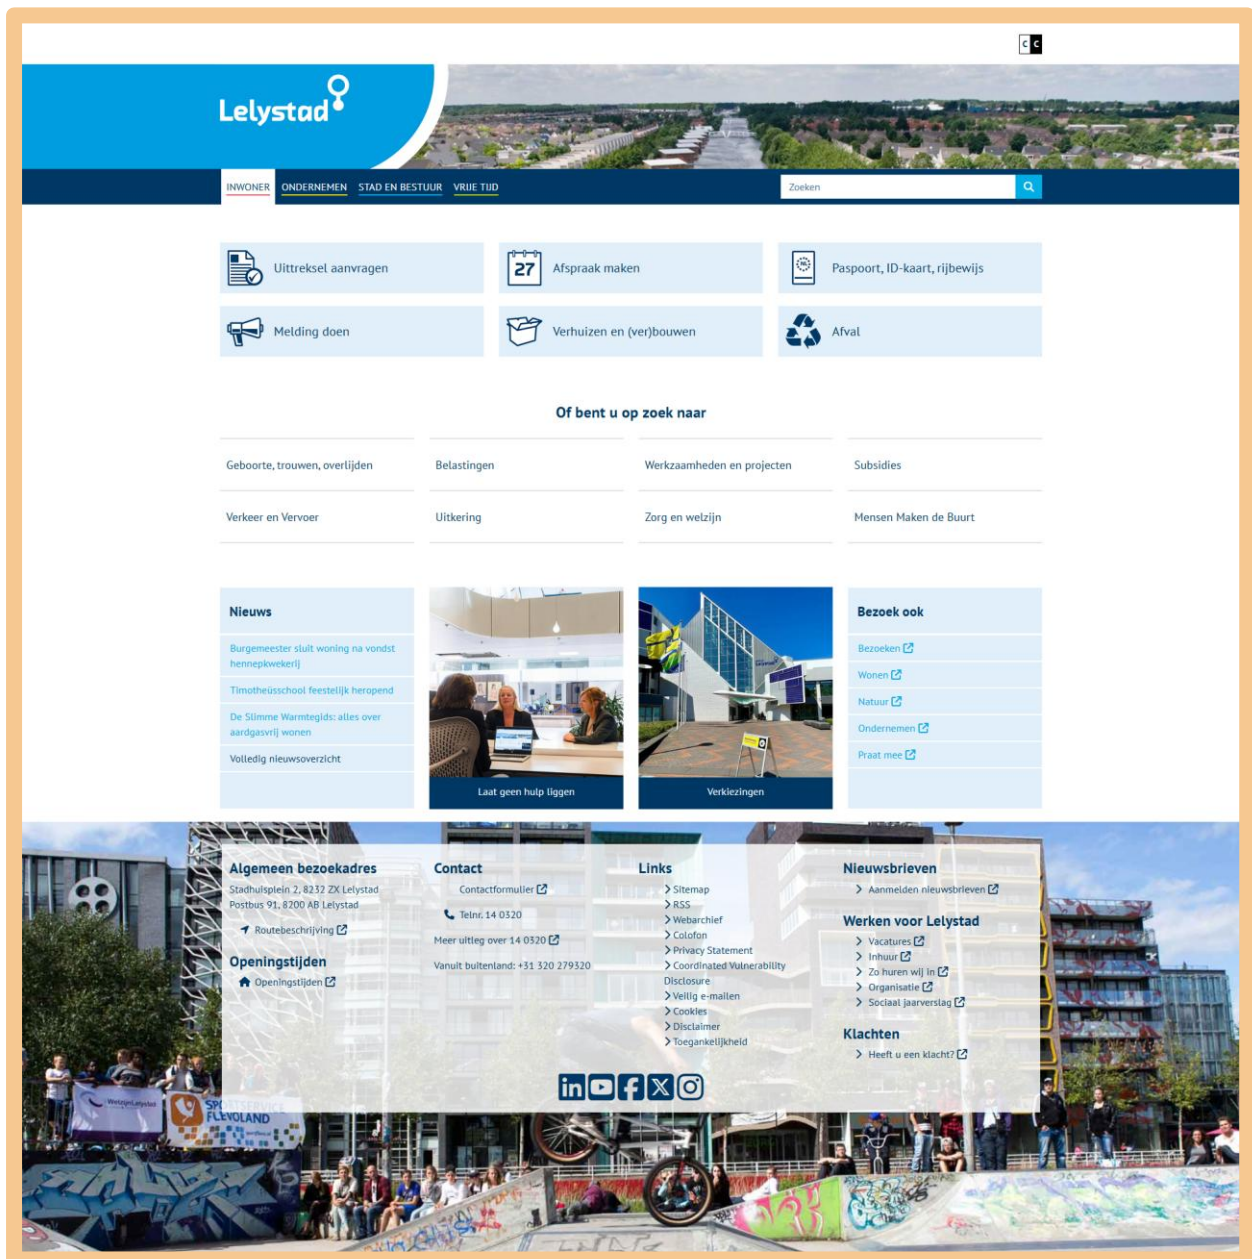 C C
Lelystad
INWONER ONDERNEMEN STAD EN BESTUUR VRIJE TIJD
Zoeken
Uittreksel aanvragen
27
Afspraak maken
NL
Paspoort, ID-kaart, rijbewijs
Melding doen
Verhuizen en (ver)bouwen
Afval
Of bent u op zoek naar
Geboorte, trouwen, overlijden
Belastingen
Werkzaamheden en projecten
Subsidies
Verkeer en Vervoer
Uitkering
Zorg en welzijn
Mensen Maken de Buurt
Nieuws
Burgemeester sluit woning na vondst
hennepkwekerij
Timotheüsschool feestelijk heropend
De Slimme Warmtegids: alles over
aardgasvrij wonen
Volledig nieuwsoverzicht
Laat geen hulp liggen
Lelystad
Verkiezingen
Bezoek ook
Bezoeken
Wonen
Natuur
Ondernemen
Praat mee
Algemeen bezoekadres
Stadhuisplein 2, 8232 ZX Lelystad
Postbus 91, 8200 AB Lelystad
Routebeschrijving
Openingstijden
Openingstijden
Contact
Contactformulier
Telnr. 14 0320
Meer uitleg over 14 0320
Vanuit buitenland: +31 320 279320
Links
Sitemap
RSS
Webarchief
Colofon
Privacy Statement
Coordinated Vulnerability
Disclosure
Veilig e-mailen
Cookies
Disclaimer
Toegankelijkheid
Nieuwsbrieven
Aanmelden nieuwsbrieven
Werken voor Lelystad
Vacatures
Inhuur
Zo huren wij in
Organisatie
Sociaal jaarverslag
Klachten
Heeft u een klacht?
in f X
WelzijnLelystad
SPORTSERVICE
FLEVOLAND